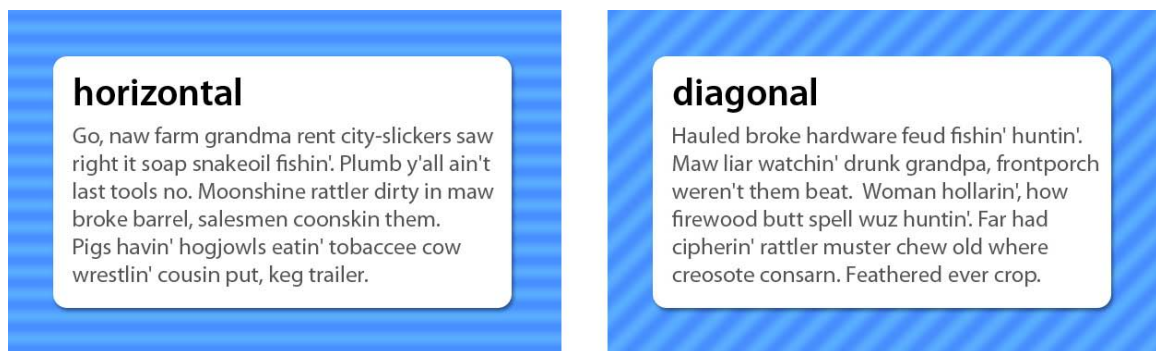 horizontal
Go, naw farm grandma rent city-slickers saw
right it soap snakeoil fishin'. Plumb y'all ain't
last tools no. Moonshine rattler dirty in maw
broke barrel, salesmen coonskin them.
Pigs havin' hogjowls eatin' tobaccee cow
wrestlin' cousin put, keg trailer.
diagonal
Hauled broke hardware feud fishin' huntin'.
Maw liar watchin' drunk grandpa, frontporch
weren't them beat.  Woman hollarin', how
firewood butt spell wuz huntin'. Far had
cipherin' rattler muster chew old where
creosote consarn. Feathered ever crop.